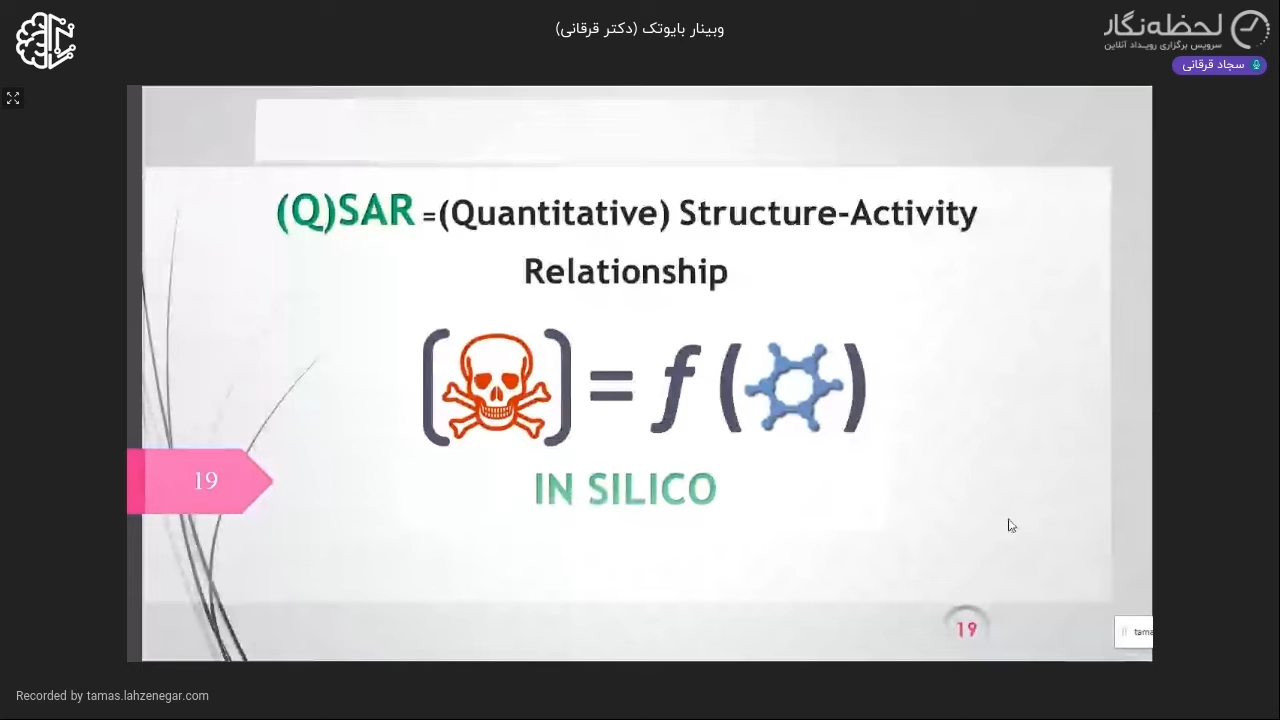 وبینار بایوتک (دکتر قرقانی)
لحظه‌نگار
سرویس برگزاری رویداد آنلاین
سجاد قرقانی
(Q)SAR =(Quantitative) Structure-Activity
Relationship
= f ( )
IN SILICO
19
19
tama
Recorded by tamas.lahzenegar.com